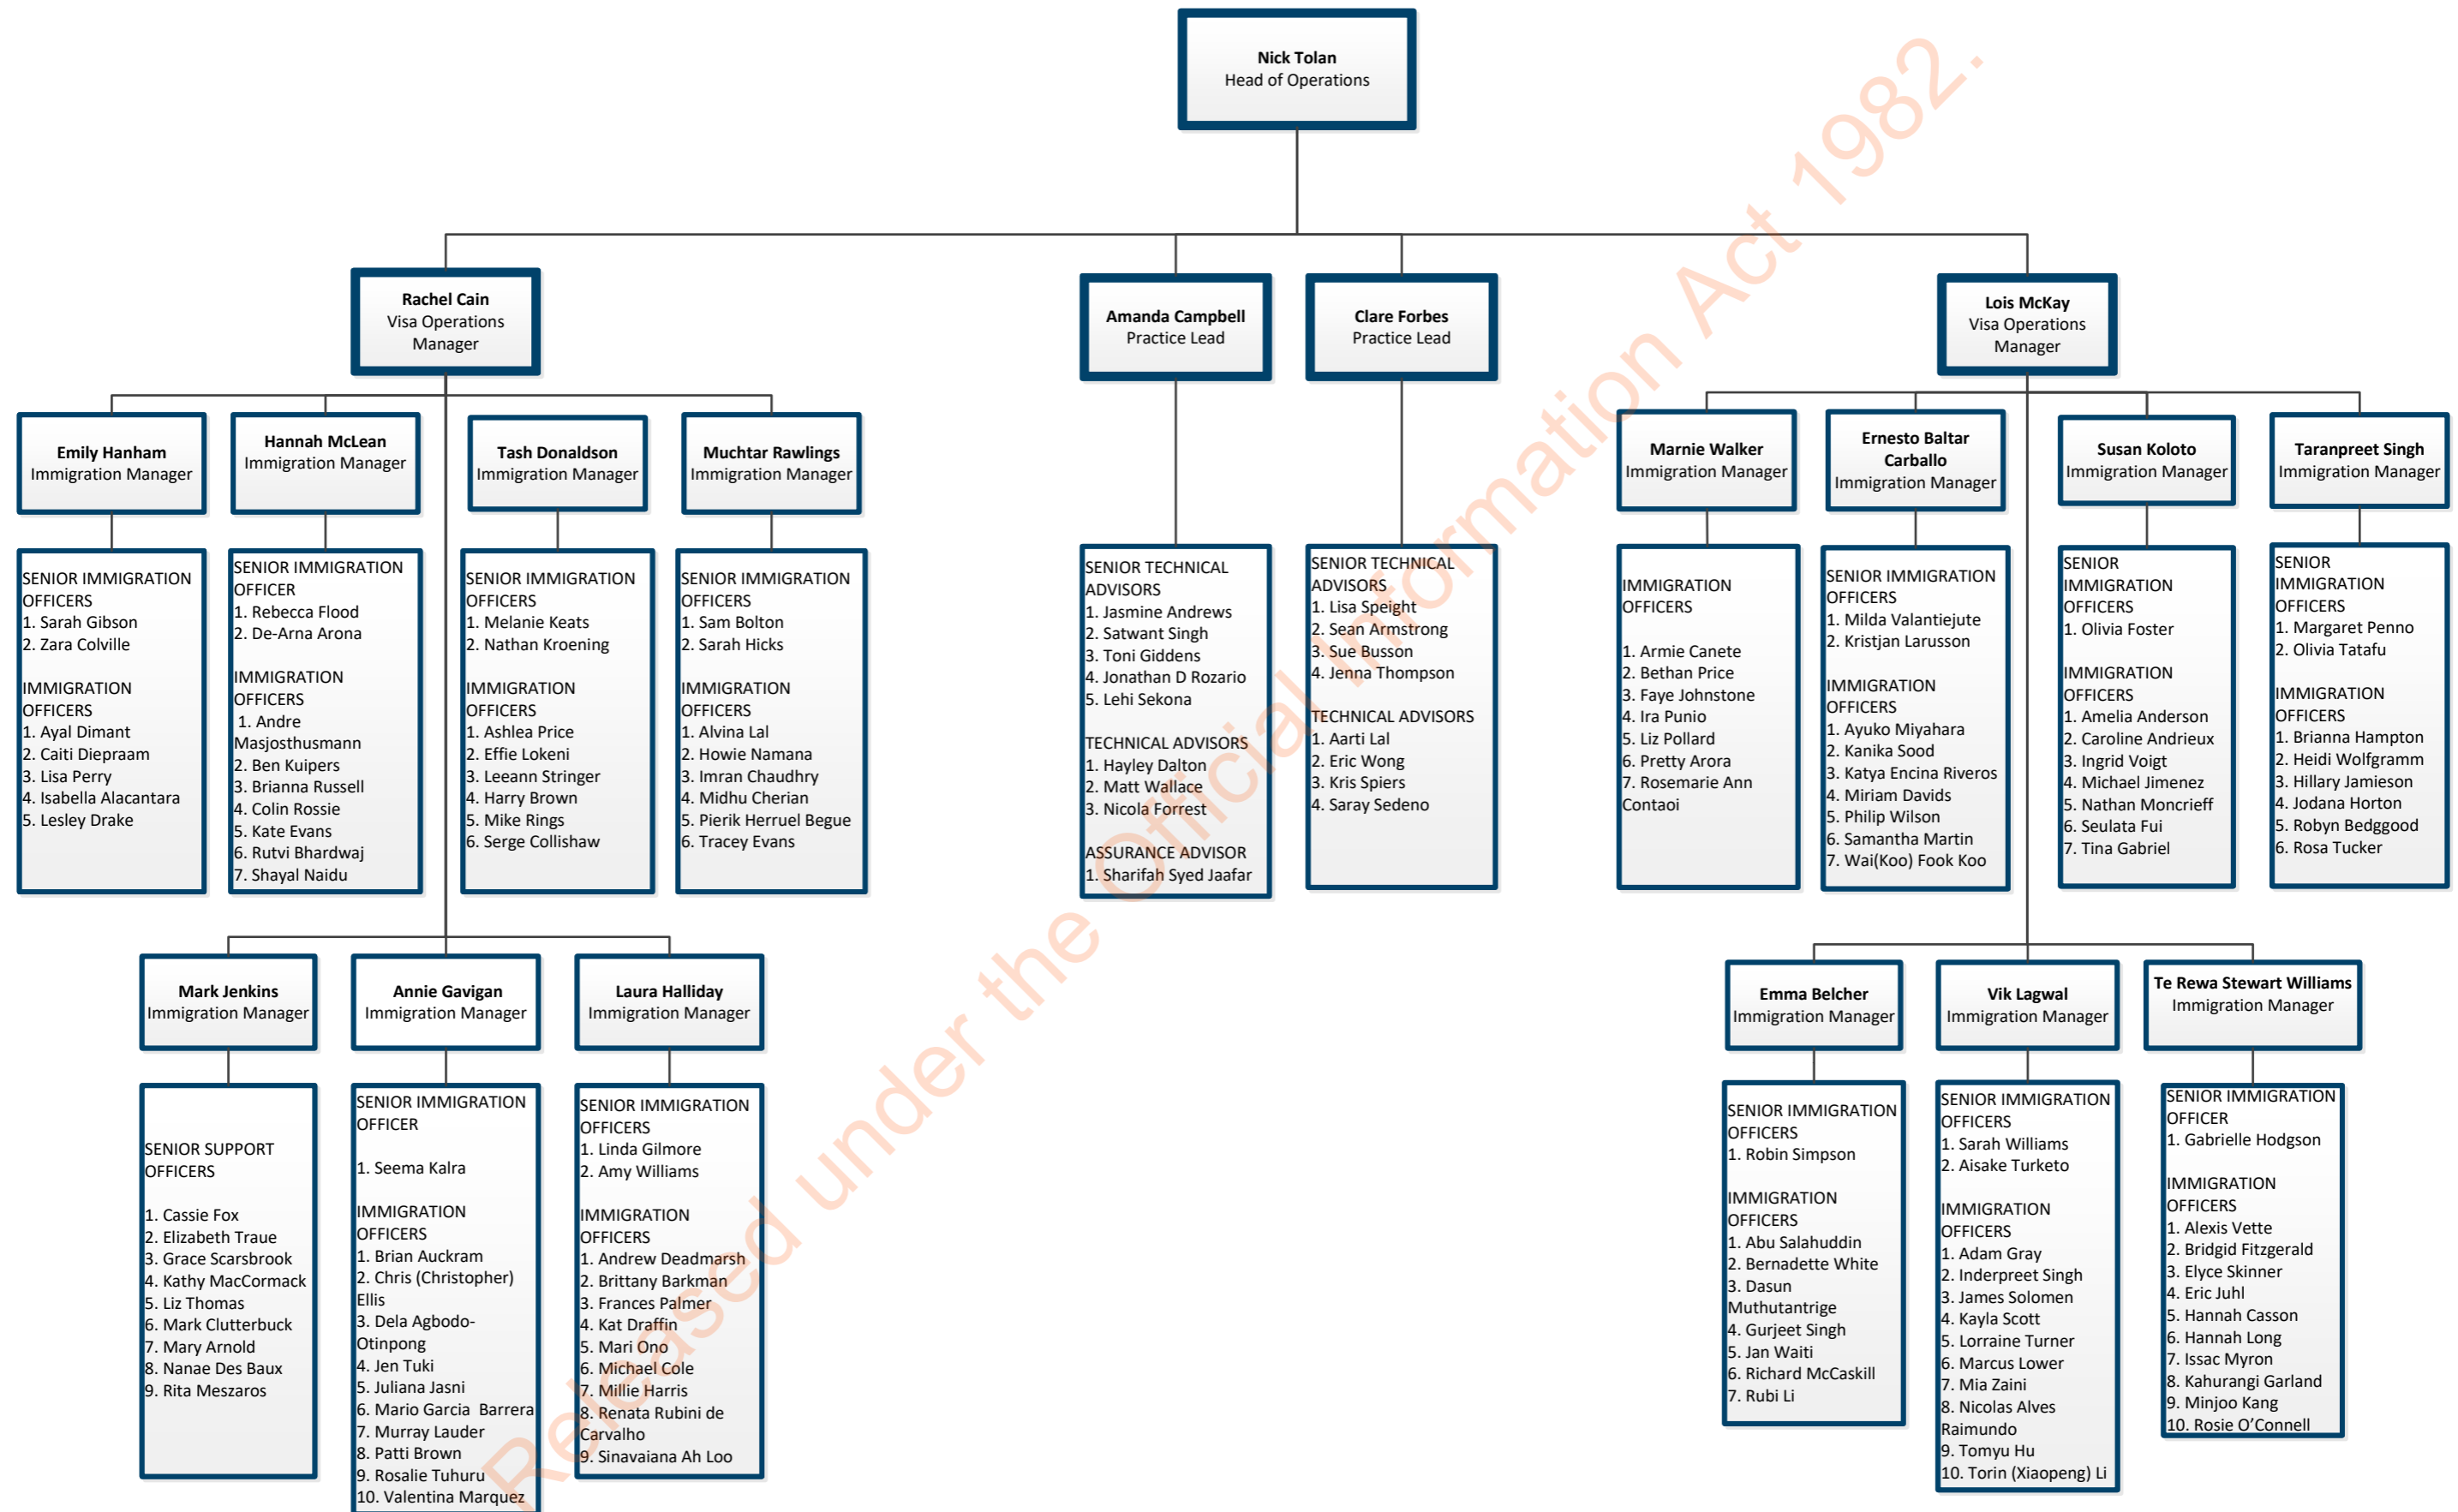 Nick Tolan
Head of Operations
Rachel Cain
Visa Operations
Manager
Amanda Campbell
Practice Lead
Clare Forbes
Practice Lead
Lois McKay
Visa Operations
Manager
Emily Hanham
Immigration Manager
Hannah McLean
Immigration Manager
Tash Donaldson
Immigration Manager
Muchtar Rawlings
Immigration Manager
Marnie Walker
Immigration Manager
Ernesto Baltar
Carballo
Immigration Manager
Susan Koloto
Immigration Manager
Taranpreet Singh
Immigration Manager
SENIOR IMMIGRATION
OFFICERS
1. Sarah Gibson
2. Zara Colville
IMMIGRATION
OFFICERS
1. Ayal Dimant
2. Caiti Diepraam
3. Lisa Perry
4. Isabella Alacantara
5. Lesley Drake
SENIOR IMMIGRATION
OFFICER
1. Rebecca Flood
2. De-Arna Arona
IMMIGRATION
OFFICERS
1. Andre
Masjosthusmann
2. Ben Kuipers
3. Brianna Russell
4. Colin Rossie
5. Kate Evans
6. Rutvi Bhardwaj
7. Shayal Naidu
SENIOR IMMIGRATION
OFFICERS
1. Melanie Keats
2. Nathan Kroening
IMMIGRATION
OFFICERS
1. Ashlea Price
2. Effie Lokeni
3. Leeann Stringer
4. Harry Brown
5. Mike Rings
6. Serge Collishaw
SENIOR IMMIGRATION
OFFICERS
1. Sam Bolton
2. Sarah Hicks
IMMIGRATION
OFFICERS
1. Alvina Lal
2. Howie Namana
3. Imran Chaudhry
4. Midhu Cherian
5. Pierik Herruel Begue
6. Tracey Evans
SENIOR TECHNICAL
ADVISORS
1. Jasmine Andrews
2. Satwant Singh
3. Toni Giddens
4. Jonathan D Rozario
5. Lehi Sekona
TECHNICAL ADVISORS
1. Hayley Dalton
2. Matt Wallace
3. Nicola Forrest
ASSURANCE ADVISOR
1. Sharifah Syed Jaafar
SENIOR TECHNICAL
ADVISORS
1. Lisa Speight
2. Sean Armstrong
3. Sue Busson
4. Jenna Thompson
TECHNICAL ADVISORS
1. Aarti Lal
2. Eric Wong
3. Kris Spiers
4. Saray Sedeno
IMMIGRATION
OFFICERS
1. Armie Canete
2. Bethan Price
3. Faye Johnstone
4. Ira Punio
5. Liz Pollard
6. Pretty Arora
7. Rosemarie Ann
Contaoi
SENIOR IMMIGRATION
OFFICERS
1. Milda Valantiejute
2. Kristjan Larusson
IMMIGRATION
OFFICERS
1. Ayuko Miyahara
2. Kanika Sood
3. Katya Encina Riveros
4. Miriam Davids
5. Philip Wilson
6. Samantha Martin
7. Wai(Koo) Fook Koo
SENIOR
IMMIGRATION
OFFICERS
1. Olivia Foster
IMMIGRATION
OFFICERS
1. Amelia Anderson
2. Caroline Andrieux
3. Ingrid Voigt
4. Michael Jimenez
5. Nathan Moncrieff
6. Seulata Fui
7. Tina Gabriel
SENIOR
IMMIGRATION
OFFICERS
1. Margaret Penno
2. Olivia Tatafu
IMMIGRATION
OFFICERS
1. Brianna Hampton
2. Heidi Wolfgramm
3. Hillary Jamieson
4. Jodana Horton
5. Robyn Bedggood
6. Rosa Tucker
Mark Jenkins
Immigration Manager
Annie Gavigan
Immigration Manager
Laura Halliday
Immigration Manager
Emma Belcher
Immigration Manager
Vik Lagwal
Immigration Manager
Te Rewa Stewart Williams
Immigration Manager
SENIOR SUPPORT
OFFICERS
1. Cassie Fox
2. Elizabeth Traue
3. Grace Scarsbrook
4. Kathy MacCormack
5. Liz Thomas
6. Mark Clutterbuck
7. Mary Arnold
8. Nanae Des Baux
9. Rita Meszaros
SENIOR IMMIGRATION
OFFICER
1. Seema Kalra
IMMIGRATION
OFFICERS
1. Brian Auckram
2. Chris (Christopher)
Ellis
3. Dela Agbodo-
Otinpong
4. Jen Tuki
5. Juliana Jasni
6. Mario Garcia  Barrera
7. Murray Lauder
8. Patti Brown
9. Rosalie Tuhuru
10. Valentina Marquez
SENIOR IMMIGRATION
OFFICERS
1. Linda Gilmore
2. Amy Williams
IMMIGRATION
OFFICERS
1. Andrew Deadmarsh
2. Brittany Barkman
3. Frances Palmer
4. Kat Draffin
5. Mari Ono
6. Michael Cole
7. Millie Harris
8. Renata Rubini de
Carvalho
9. Sinavaiana Ah Loo
SENIOR IMMIGRATION
OFFICERS
1. Robin Simpson
IMMIGRATION
OFFICERS
1. Abu Salahuddin
2. Bernadette White
3. Dasun
Muthutantrige
4. Gurjeet Singh
5. Jan Waiti
6. Richard McCaskill
7. Rubi Li
SENIOR IMMIGRATION
OFFICERS
1. Sarah Williams
2. Aisake Turketo
IMMIGRATION
OFFICERS
1. Adam Gray
2. Inderpreet Singh
3. James Solomen
4. Kayla Scott
5. Lorraine Turner
6. Marcus Lower
7. Mia Zaini
8. Nicolas Alves
Raimundo
9. Tomyu Hu
10. Torin (Xiaopeng) Li
SENIOR IMMIGRATION
OFFICER
1. Gabrielle Hodgson
IMMIGRATION
OFFICERS
1. Alexis Vette
2. Bridgid Fitzgerald
3. Elyce Skinner
4. Eric Juhl
5. Hannah Casson
6. Hannah Long
7. Issac Myron
8. Kahurangi Garland
9. Minjoo Kang
10. Rosie O'Connell
Released under the Official Information Act 1982.